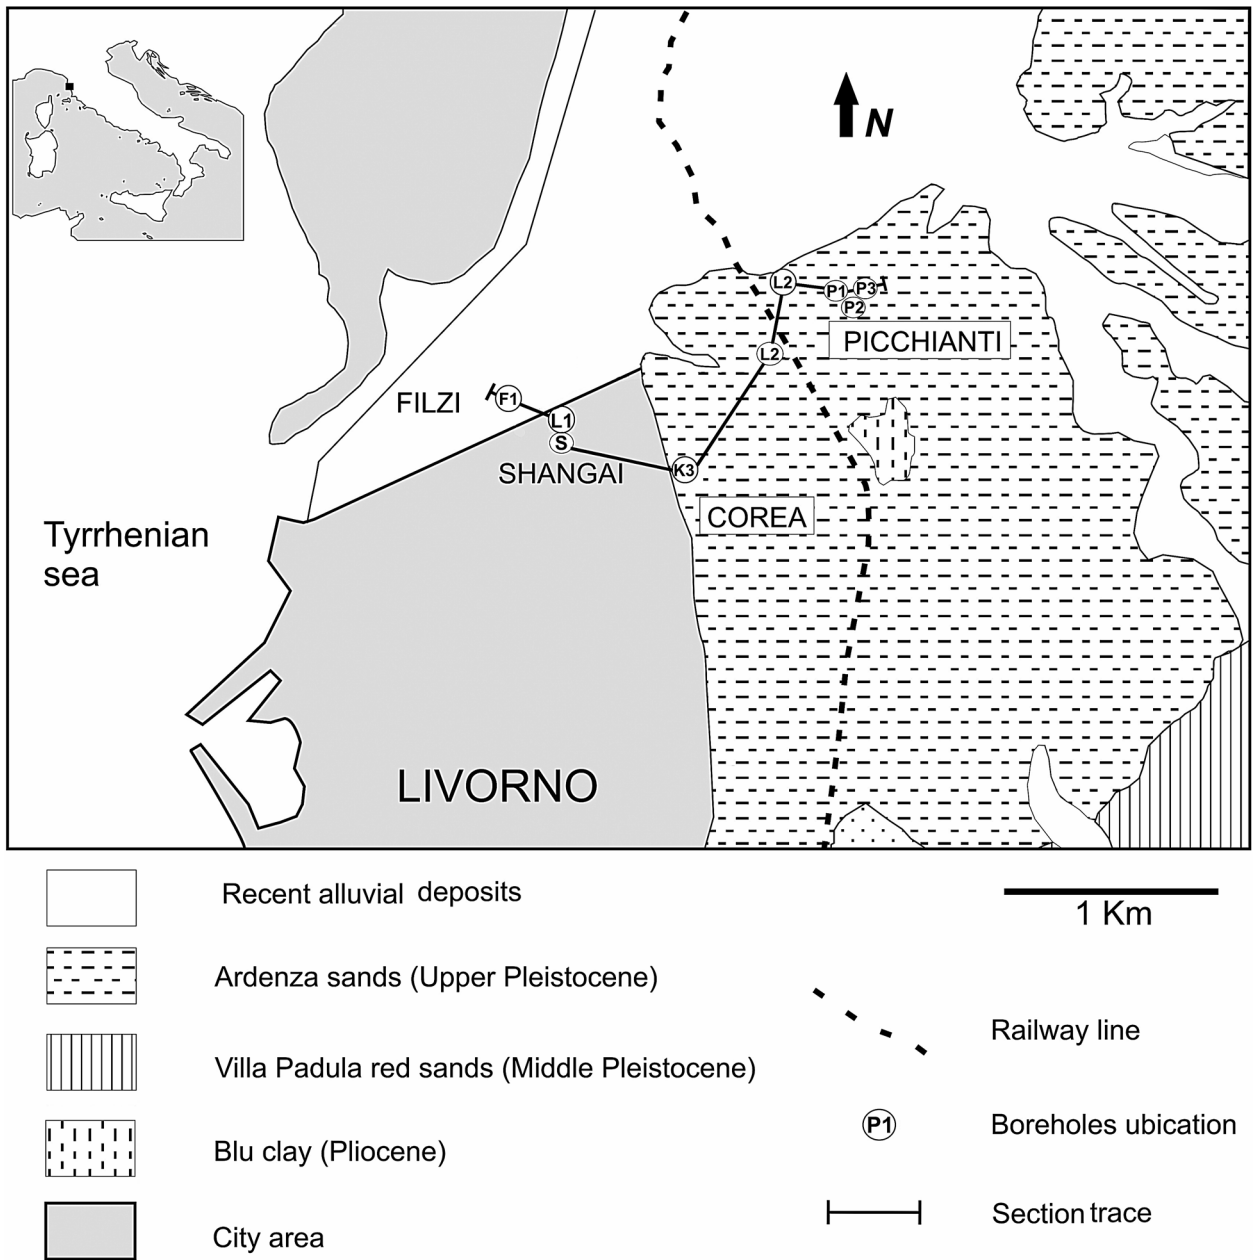 N
L2
P1
P3
P2
PICCHIANTI
L2
FILZI
F1
L1
S
SHANGAI
K3
COREA
Tyrrhenian
sea
LIVORNO
Recent alluvial deposits
1 Km
Ardenza sands (Upper Pleistocene)
Railway line
Villa Padula red sands (Middle Pleistocene)
P1
Boreholes ubication
Blu clay (Pliocene)
Section trace
City area